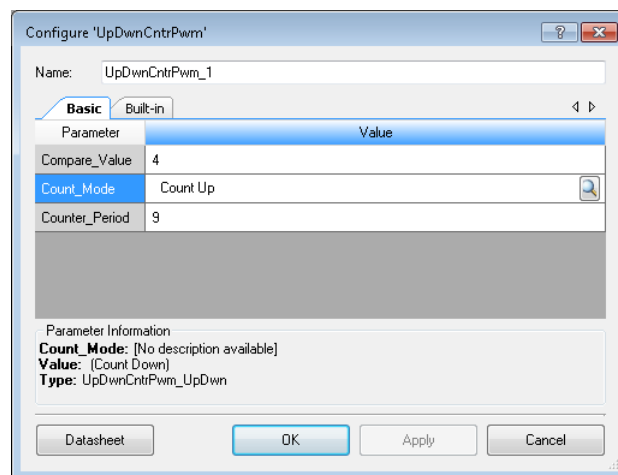 Configure 'UpDwnCntrPwm'
Name: UpDwnCntrPwm_1
Basic Built-in
Parameter Value
Compare_Value 4
Count_Mode Count Up
Counter_Period 9
Parameter Information
Count_Mode: [No description available]
Value: (Count Down)
Type: UpDwnCntrPwm_UpDwn
Datasheet OK Apply Cancel